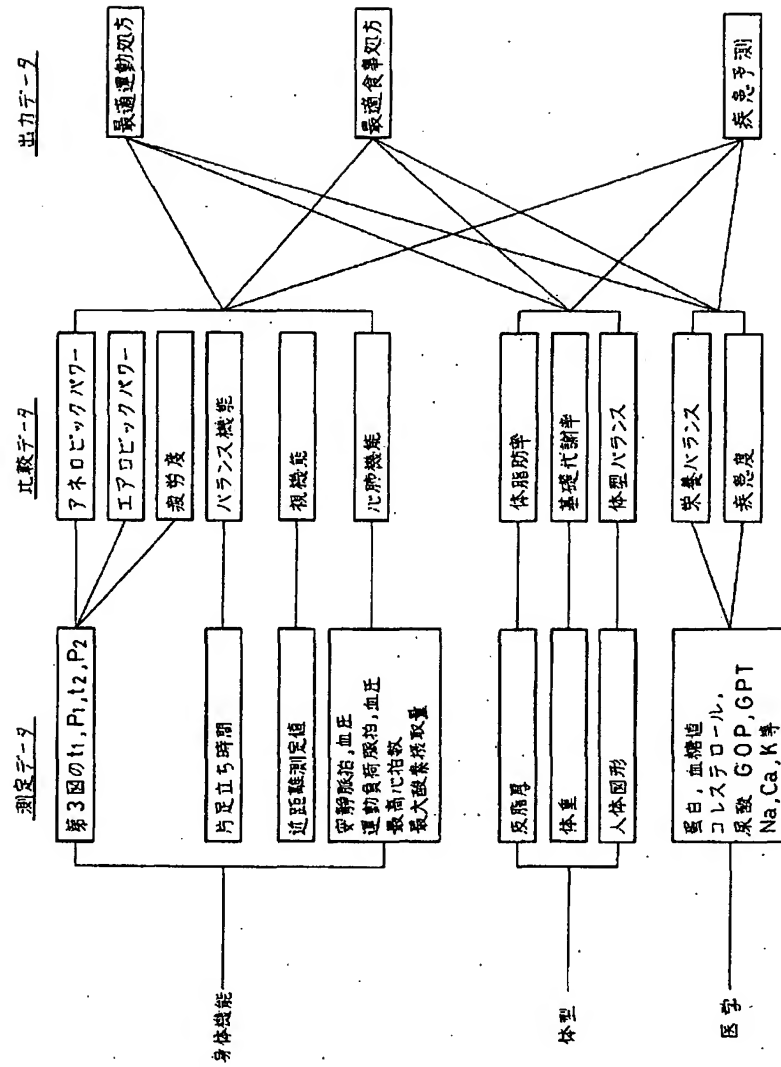 測定データ
比較データ
出力データ
身体機能
第3図のt1,P1,t2,P2
アネロビックパワー
エアロビックパワー
疲労度
片足立ち時間
バランス機能
近距離測定値
視機能
安静脈拍,血圧
運動負荷脈拍,血圧
最高心拍数
最大酸素摂取量
心肺機能
体型
皮脂厚
体脂肪率
体重
基礎代謝率
人体図形
体型バランス
医学
蛋白,血糖値
コレステロール,
尿酸 GOP,GPT
Na,Ca,K等
栄養バランス
疾患度
最適運動処方
最適食事処方
疾患予測